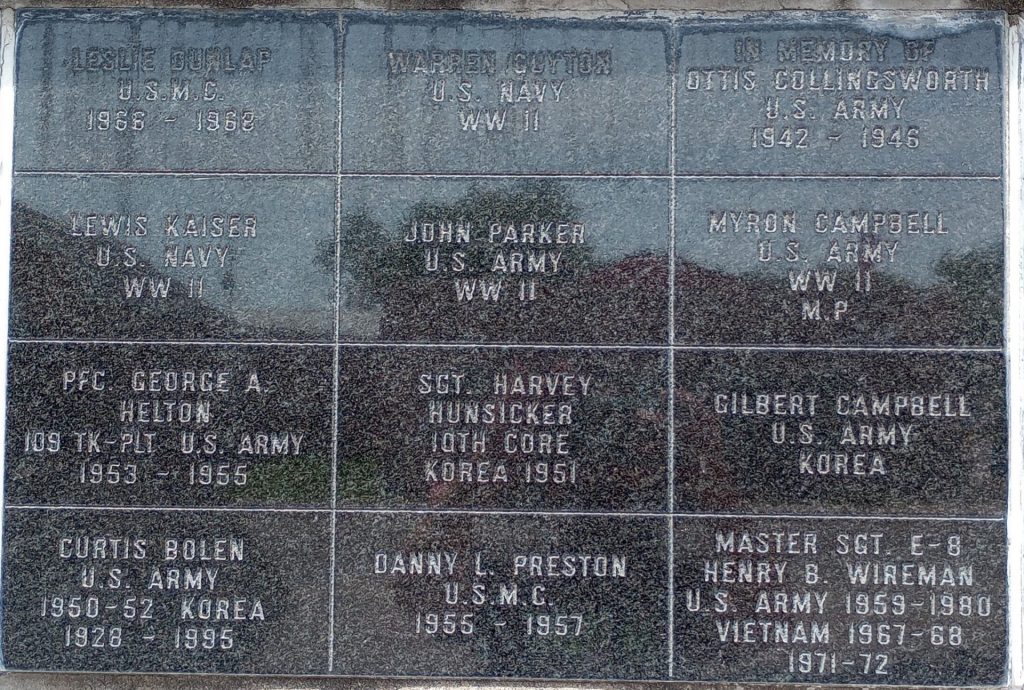 LESLIE DUNLAP
U.S.M.C.
1966 - 1968
WARREN GUYTON
U.S. NAVY
WW II
IN MEMORY OF
OTTIS COLLINGSWORTH
U.S. ARMY
1942 - 1946
LEWIS KAISER
U.S. NAVY
WW II
JOHN PARKER
U.S. ARMY
WW II
MYRON CAMPBELL
U.S. ARMY
WW II
M.P
PFC. GEORGE A.
HELTON
109 TK-PLT U.S. ARMY
1953 - 1955
SGT. HARVEY
HUNSICKER
10TH CORE
KOREA 1951
GILBERT CAMPBELL
U.S. ARMY
KOREA
CURTIS BOLEN
U.S. ARMY
1950-52 KOREA
1928 - 1995
DANNY L. PRESTON
U.S.M.C.
1955 - 1957
MASTER SGT. E-8
HENRY B. WIREMAN
U.S. ARMY 1959-1980
VIETNAM 1967-68
1971-72